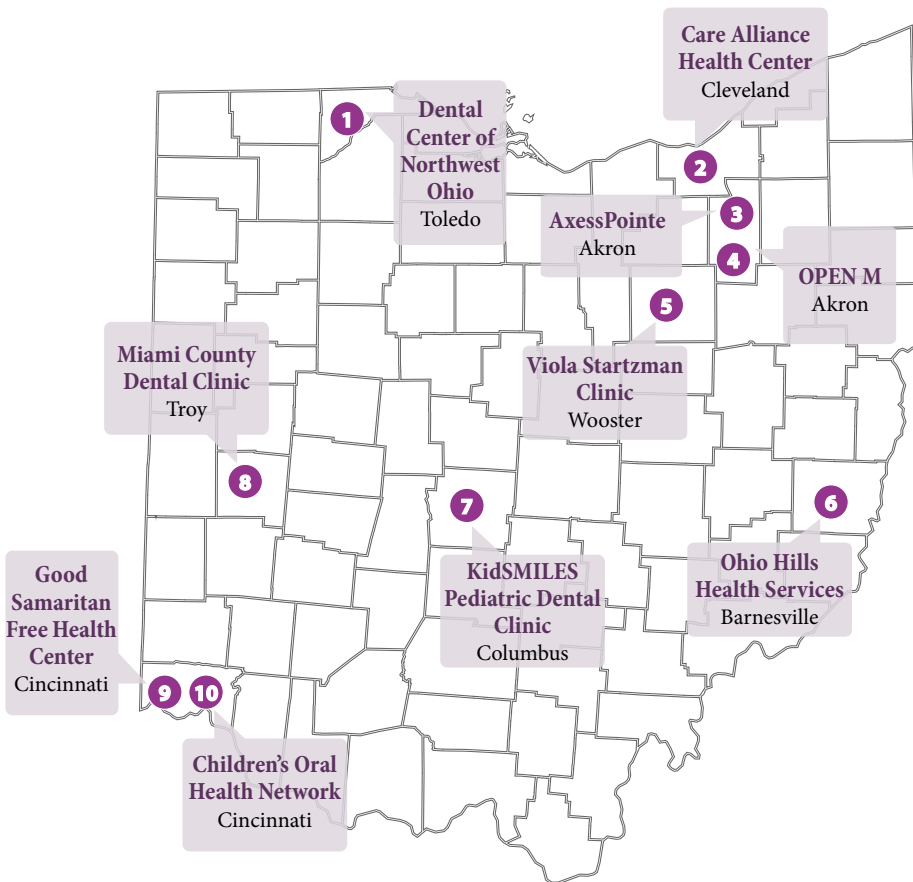 Care Alliance
Health Center
Cleveland
1
Dental
Center of
Northwest
Ohio
Toledo
2
AxessPointe
Akron
3
4
OPEN M
Akron
5
Viola Startzman
Clinic
Wooster
Miami County
Dental Clinic
Troy
8
7
KidSMILES
Pediatric Dental
Clinic
Columbus
6
Ohio Hills
Health Services
Barnesville
Good
Samaritan
Free Health
Center
Cincinnati
9
10
Children’s Oral
Health Network
Cincinnati